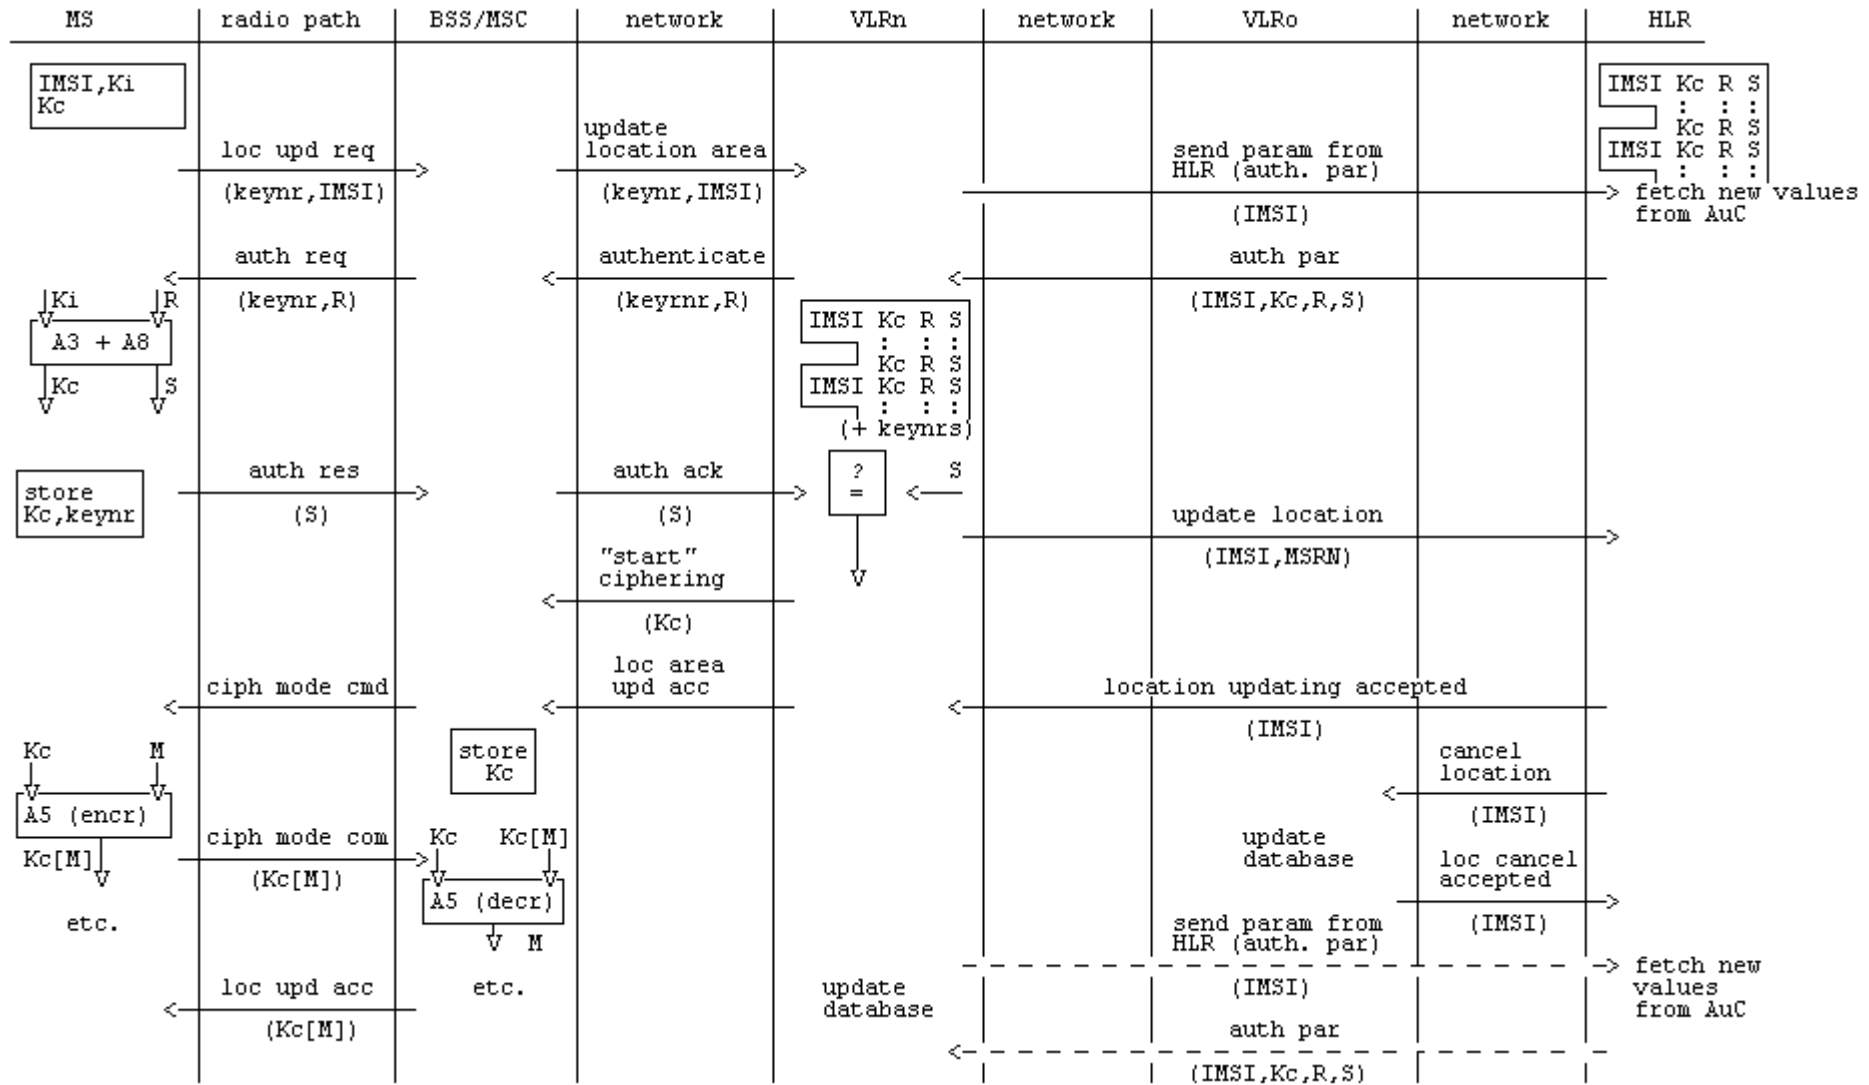 MS radio path BSS/MSC network VLRn network VLRo network HLR
IMSI,Ki
Kc
IMSI Kc R S
: : :
Kc R S
IMSI Kc R S
: : :
loc upd req
(keynr,IMSI)
update
location area
(keynr,IMSI)
send param from
HLR (auth. par)
(IMSI)
fetch new values
from AuC
auth req
(keynr,R)
authenticate
(keyrnr,R)
auth par
(IMSI,Kc,R,S)
Ki R
A3 + A8
Kc S
IMSI Kc R S
: : :
Kc R S
IMSI Kc R S
: : :
(+ keynrs)
store
Kc,keynr
auth res
(S)
auth ack
(S)
?
=
S
update location
(IMSI,MSRN)
"start"
ciphering
(Kc)
ciph mode cmd
loc area
upd acc
location updating accepted
(IMSI)
Kc M
A5 (encr)
Kc[M]
etc.
store
Kc
cancel
location
(IMSI)
ciph mode com
(Kc[M])
Kc Kc[M]
A5 (decr)
M
etc.
update
database
loc cancel
accepted
(IMSI)
send param from
HLR (auth. par)
(IMSI)
fetch new
values
from AuC
loc upd acc
(Kc[M])
update
database
auth par
(IMSI,Kc,R,S)